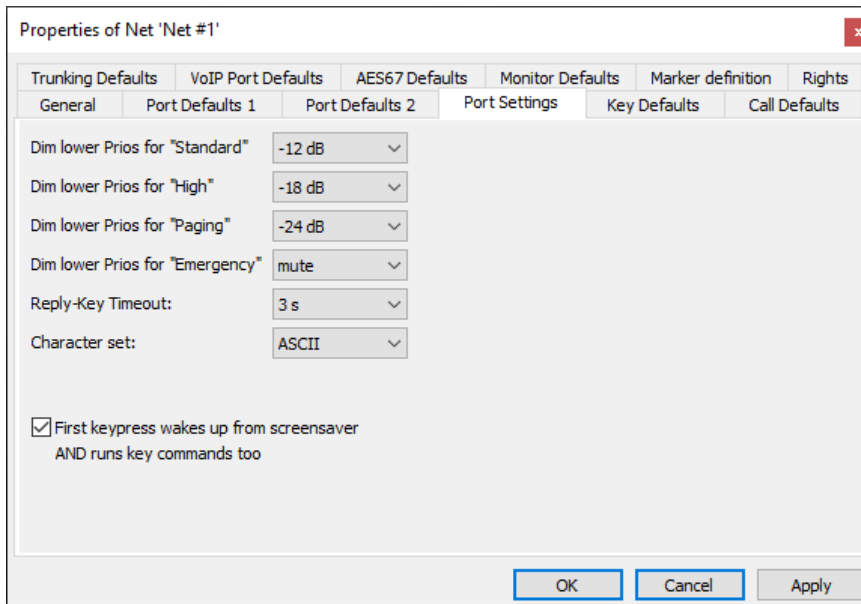 Properties of Net 'Net #1'
x
Trunking Defaults VoIP Port Defaults AES67 Defaults Monitor Defaults Marker definition Rights
General Port Defaults 1 Port Defaults 2 Port Settings Key Defaults Call Defaults
Dim lower Prios for "Standard" -12 dB
Dim lower Prios for "High" -18 dB
Dim lower Prios for "Paging" -24 dB
Dim lower Prios for "Emergency" mute
Reply-Key Timeout: 3 s
Character set: ASCII
First keypress wakes up from screensaver
AND runs key commands too
OK Cancel Apply